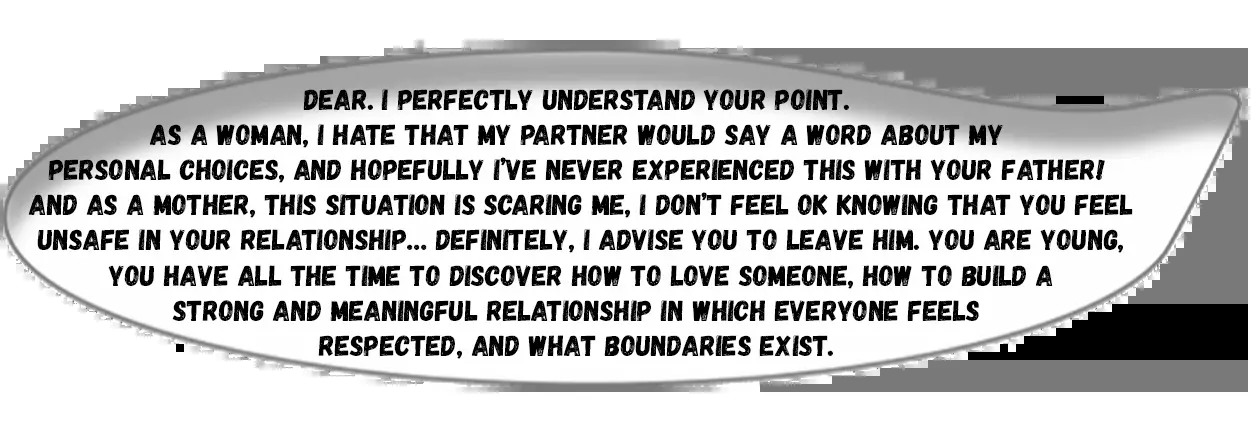 DEAR. I PERFECTLY UNDERSTAND YOUR POINT.
AS A WOMAN, I HATE THAT MY PARTNER WOULD SAY A WORD ABOUT MY
PERSONAL CHOICES, AND HOPEFULLY I'VE NEVER EXPERIENCED THIS WITH YOUR FATHER!
AND AS A MOTHER, THIS SITUATION IS SCARING ME, I DON'T FEEL OK KNOWING THAT YOU FEEL
UNSAFE IN YOUR RELATIONSHIP... DEFINITELY, I ADVISE YOU TO LEAVE HIM. YOU ARE YOUNG,
YOU HAVE ALL THE TIME TO DISCOVER HOW TO LOVE SOMEONE, HOW TO BUILD A
STRONG AND MEANINGFUL RELATIONSHIP IN WHICH EVERYONE FEELS
RESPECTED, AND WHAT BOUNDARIES EXIST.